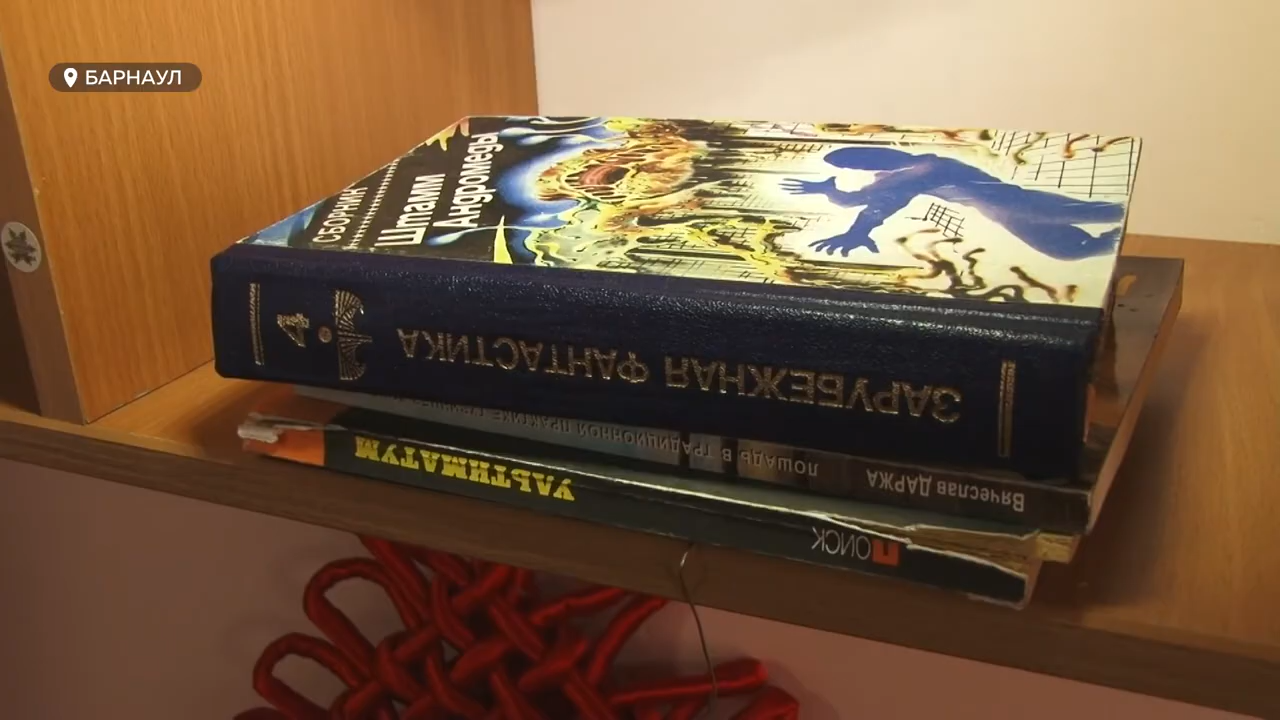 БАРНАУЛ
СБОРНИК
Штамм
Андромеды
ЗАРУБЕЖНАЯ ФАНТАСТИКА
4
Вячеслав ДАРЖА
ЛОШАДЬ В ТРАДИЦИОННОЙ ПРАКТИКЕ
ПОИСК
УЛЬТИМАТУМ